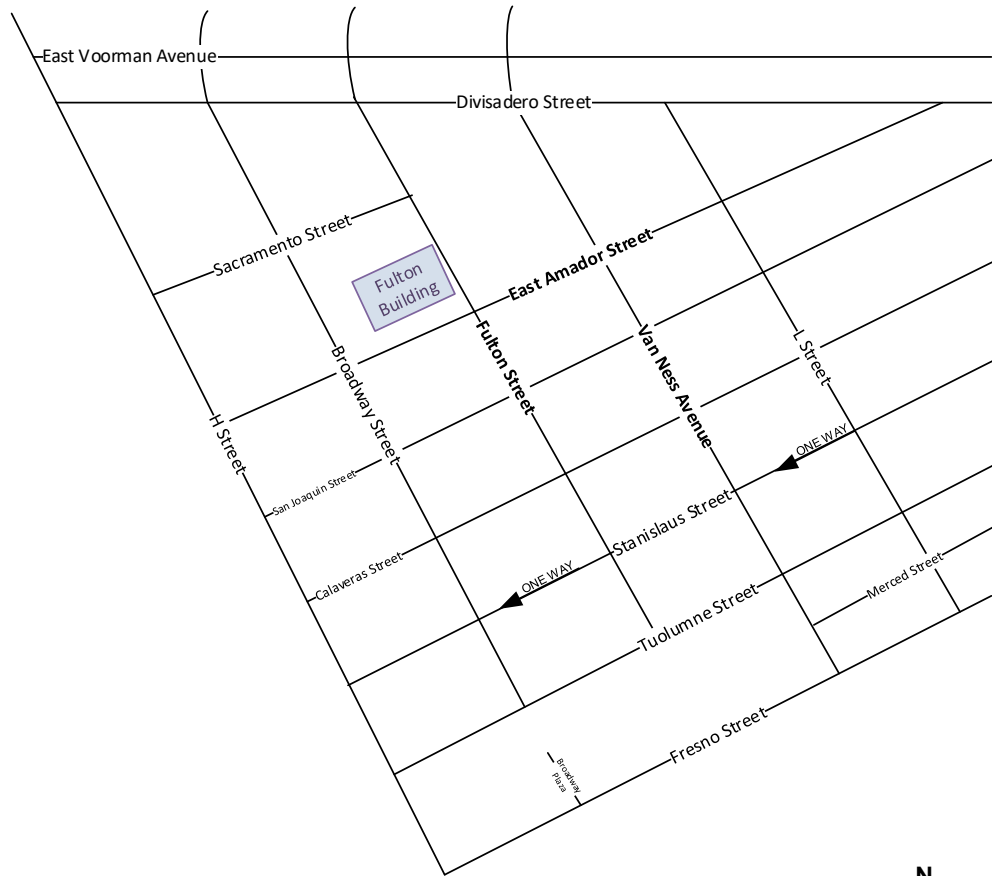 East Voorman Avenue
Divisadero Street
Sacramento Street
East Amador Street
Fulton
Building
Fulton Street
Broadway Street
Van Ness Avenue
L Street
H Street
San Joaquin Street
ONE WAY
Calaveras Street
Stanislaus Street
ONE WAY
Merced Street
Tuolumne Street
Fresno Street
Broadway
Plaza
N